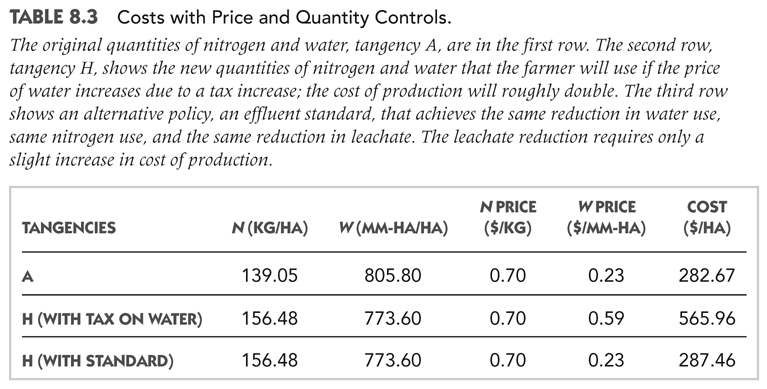 TABLE 8.3 Costs with Price and Quantity Controls.
The original quantities of nitrogen and water, tangency A, are in the first row. The second row,
tangency H, shows the new quantities of nitrogen and water that the farmer will use if the price
of water increases due to a tax increase; the cost of production will roughly double. The third row
shows an alternative policy, an effluent standard, that achieves the same reduction in water use,
same nitrogen use, and the same reduction in leachate. The leachate reduction requires only a
slight increase in cost of production.
N PRICE W PRICE COST
TANGENCIES N (KG/HA) W (MM-HA/HA) ($/KG) ($/MM-HA) ($/HA)
A 139.05 805.80 0.70 0.23 282.67
H (WITH TAX ON WATER) 156.48 773.60 0.70 0.59 565.96
H (WITH STANDARD) 156.48 773.60 0.70 0.23 287.46